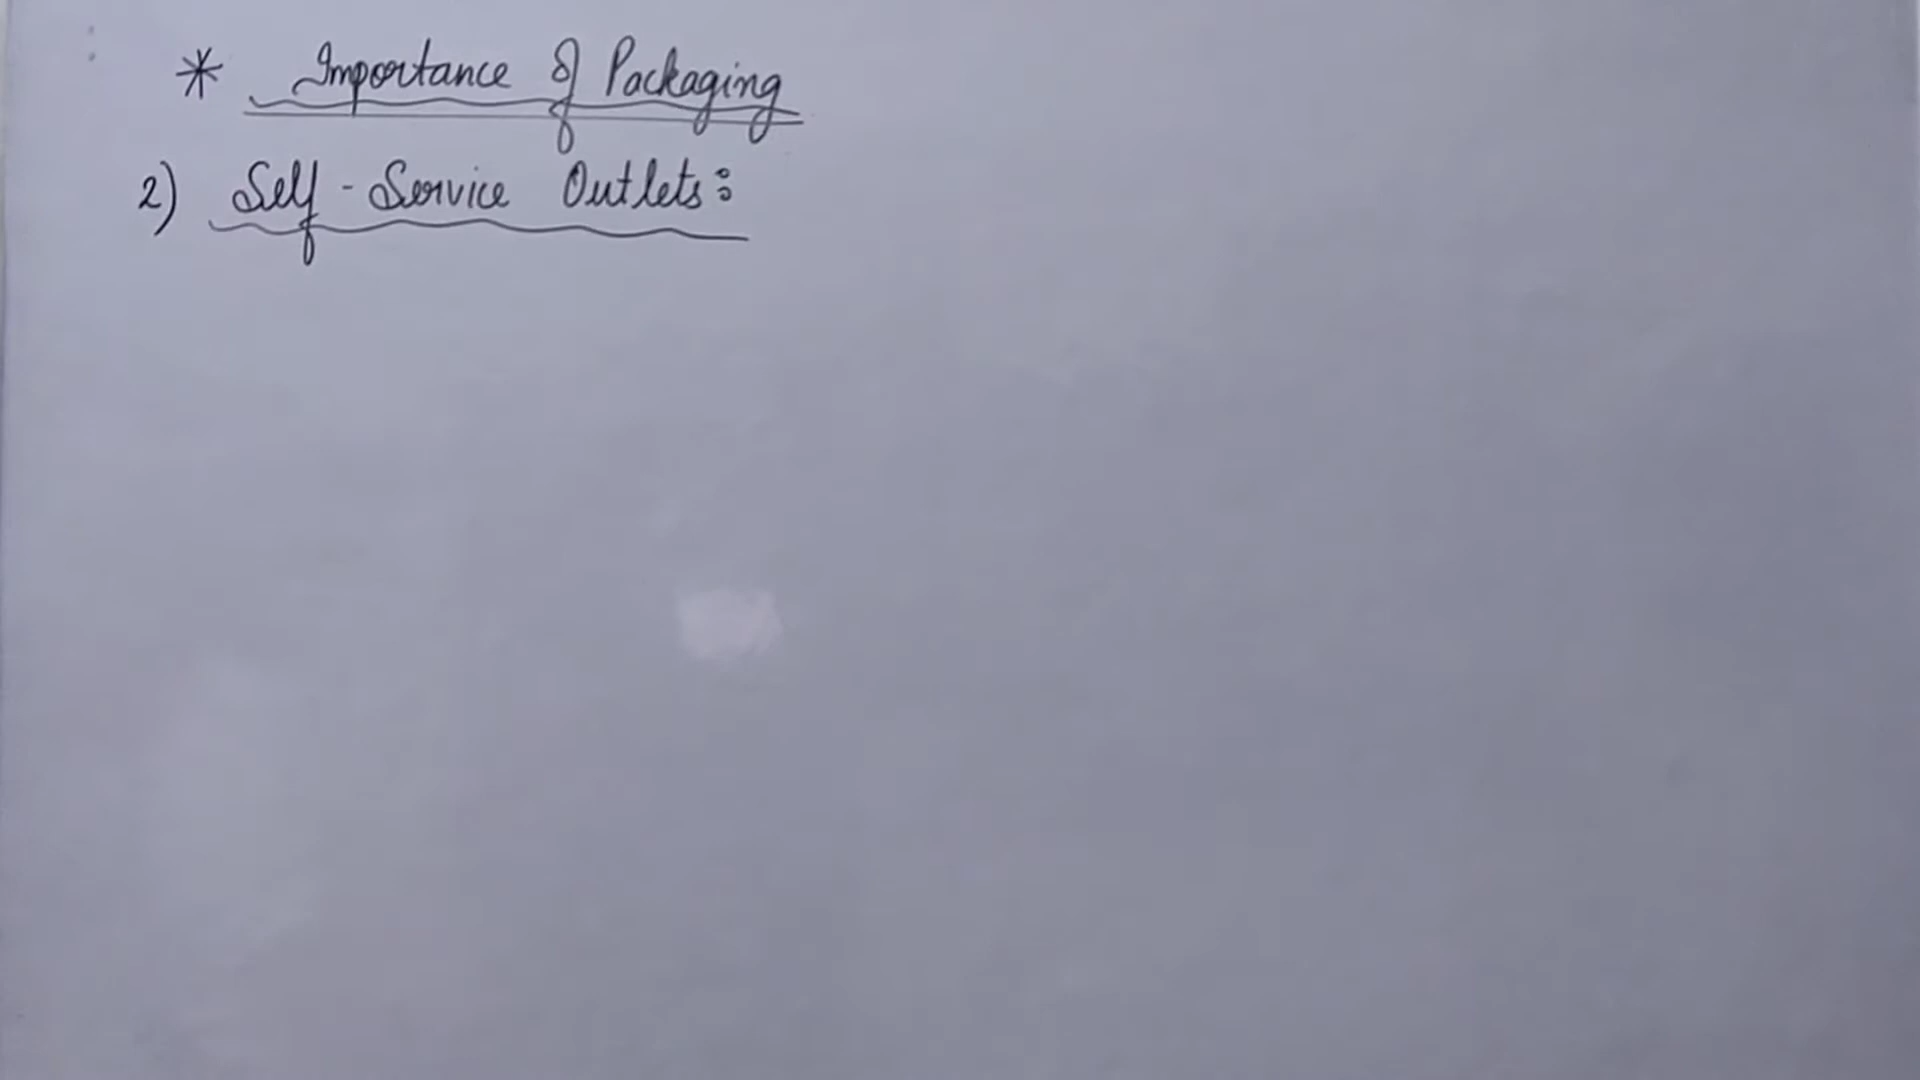 * Importance of Packaging
2) Self-Service Outlets: